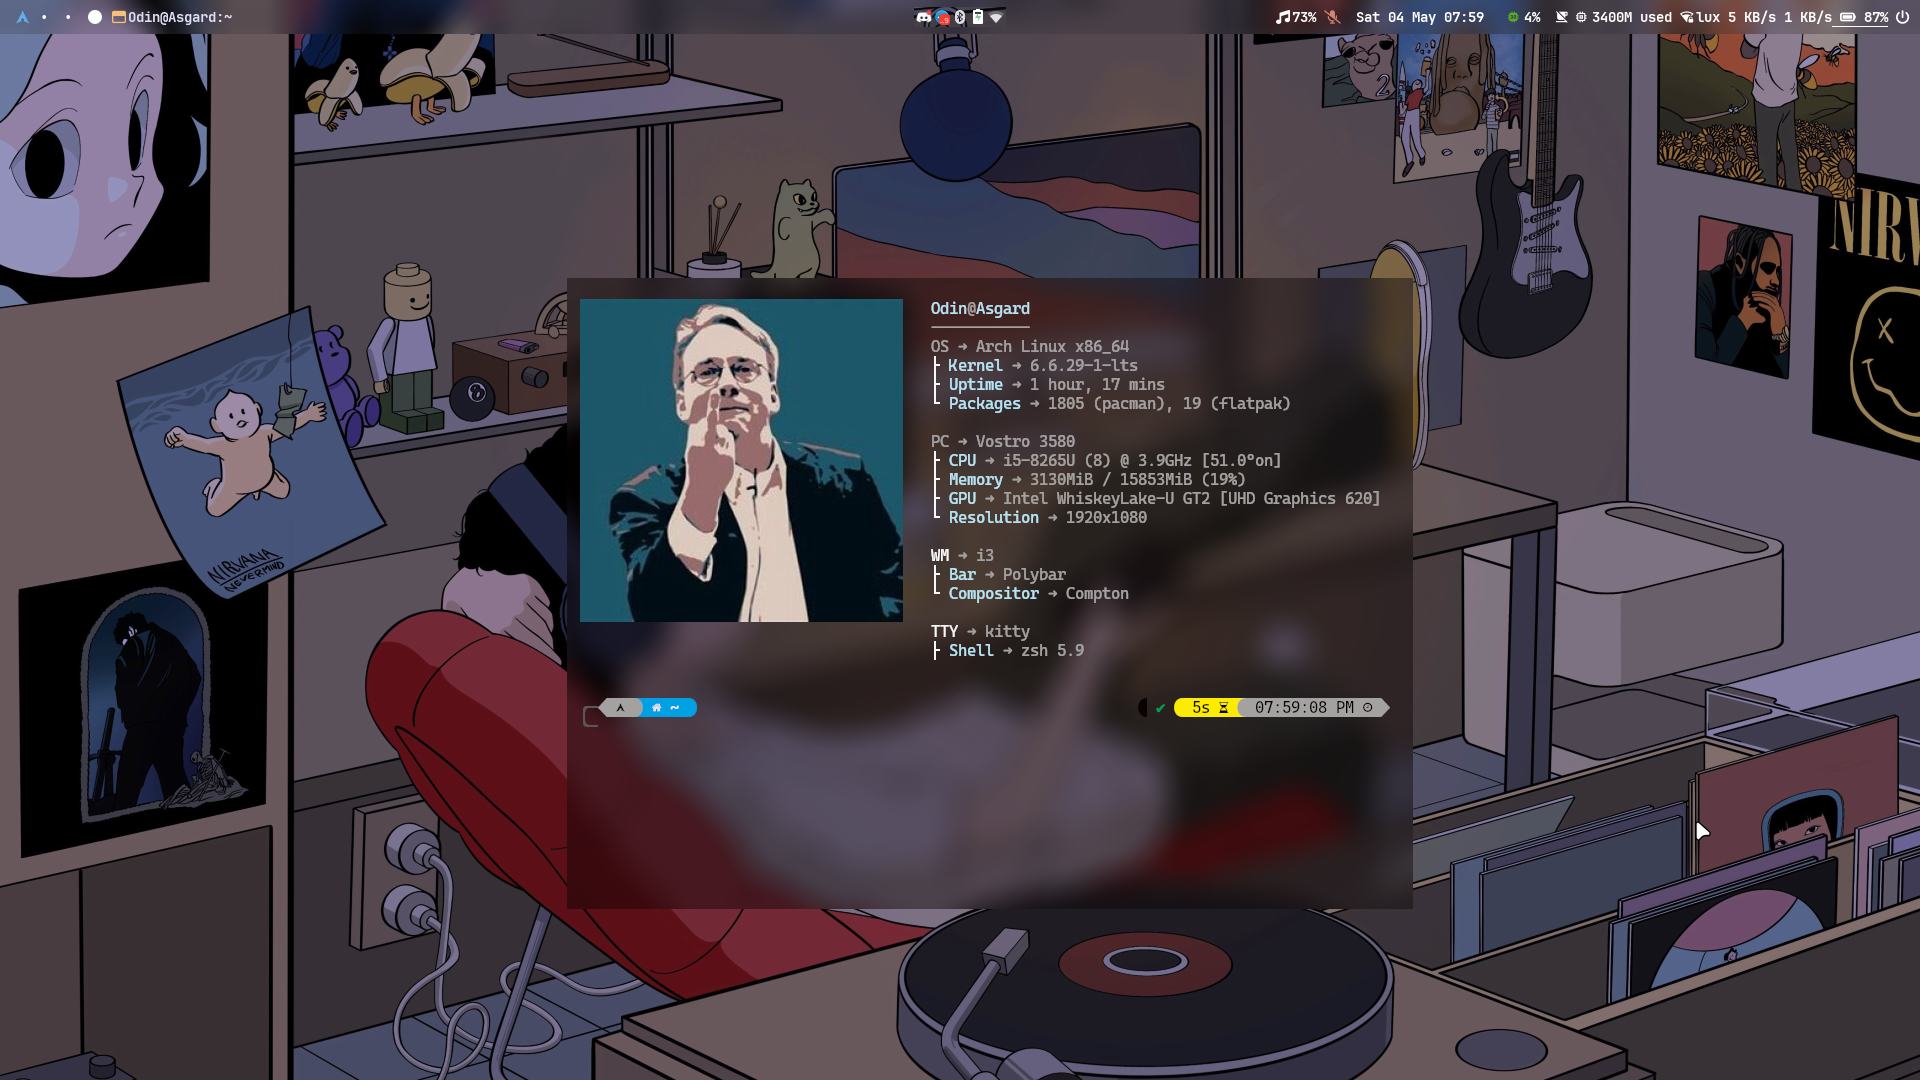 Odin@Asgard:~
73%
Sat 04 May 07:59
4%
3400M used
lux 5 KB/s 1 KB/s
87%
2
NIRV
NIRVANA
NEVERMIND
8
Odin@Asgard
OS → Arch Linux x86_64
├ Kernel → 6.6.29-1-lts
├ Uptime → 1 hour, 17 mins
└ Packages → 1805 (pacman), 19 (flatpak)
PC → Vostro 3580
├ CPU → i5-8265U (8) @ 3.9GHz [51.0°on]
├ Memory → 3130MiB / 15853MiB (19%)
├ GPU → Intel WhiskeyLake-U GT2 [UHD Graphics 620]
└ Resolution → 1920x1080
WM → i3
├ Bar → Polybar
└ Compositor → Compton
TTY → kitty
├ Shell → zsh 5.9
~
✔ 5s
07:59:08 PM